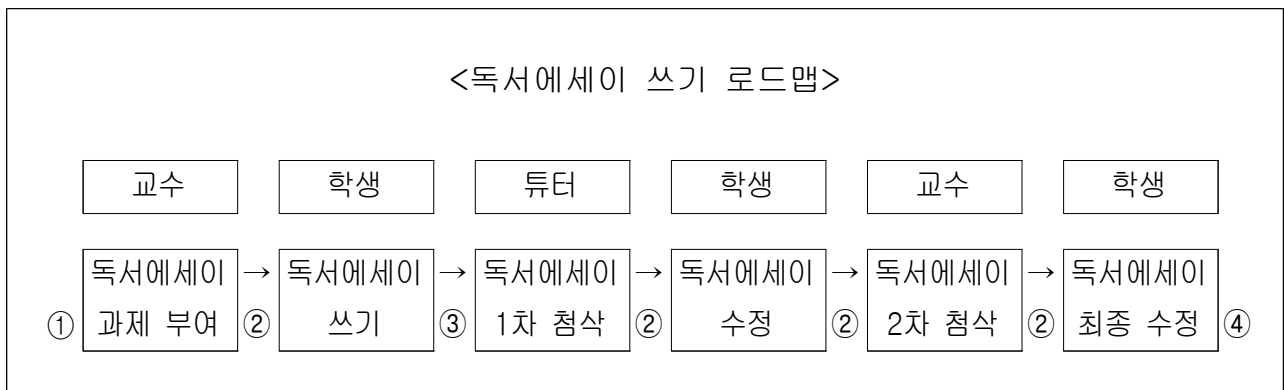 <독서에세이 쓰기 로드맵>
교수 학생 튜터 학생 교수 학생
독서에세이 → 독서에세이 → 독서에세이 → 독서에세이 → 독서에세이 → 독서에세이
① 과제 부여 ② 쓰기 ③ 1차 첨삭 ② 수정 ② 2차 첨삭 ② 최종 수정 ④